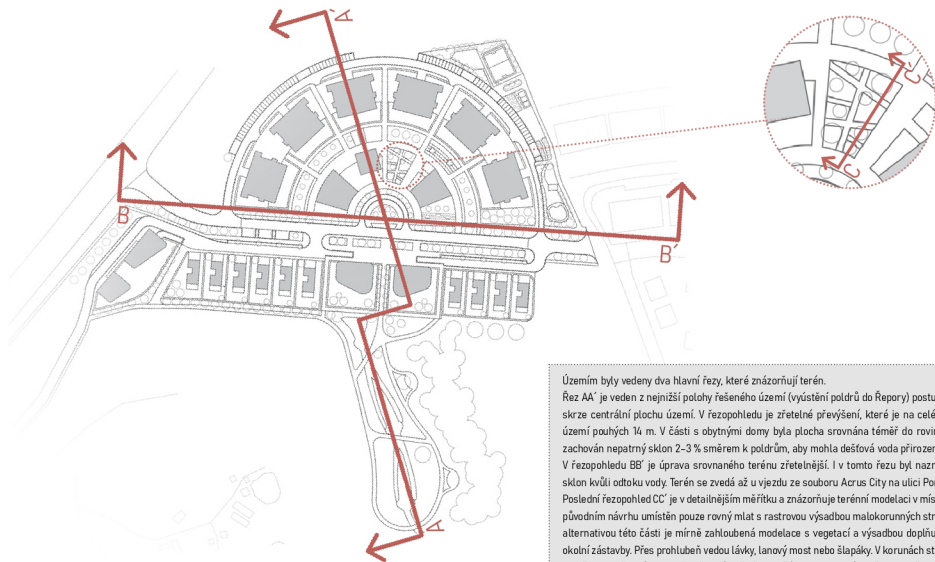 A´
C´
C
B
B´
A
Územím byly vedeny dva hlavní řezy, které znázorňují terén.
Řez AA´ je veden z nejnižší polohy řešeného území (vyústění poldrů do Řepory) postu
skrze centrální plochu území. V řezopohledu je zřetelné převýšení, které je na celé
území pouhých 14 m. V části s obytnými domy byla plocha srovnána téměř do rovin
zachován nepatrný sklon 2–3 % směrem k poldrům, aby mohla dešťová voda přirozen
V řezopohledu BB´ je úprava srovnaného terénu zřetelnější. I v tomto řezu byl nazn
sklon kvůli odtoku vody. Terén se zvedá až u vjezdu ze souboru Acrus City na ulici Po
Poslední řezopohled CC´ je v detailnějším měřítku a znázorňuje terénní modelaci v mís
původním návrhu umístěn pouze rovný mlat s rastrovou výsadbou malokorunných str
alternativou této části je mírně zahloubená modelace s vegetací a výsadbou doplňu
okolní zástavby. Přes prohlubeň vedou lávky, lanový most nebo šlapáky. V korunách st